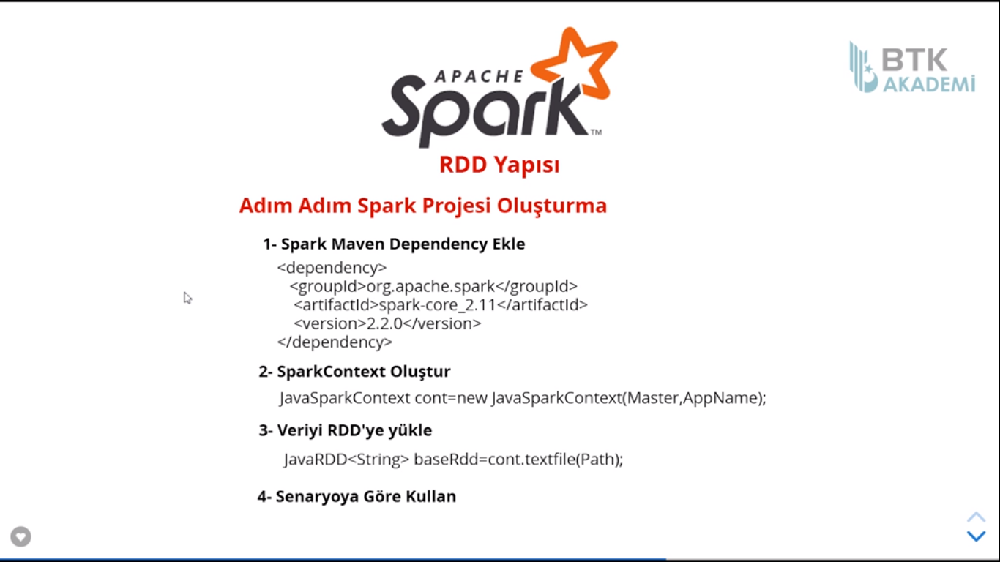 APACHE
Spark™
BTK
AKADEMİ
RDD Yapısı
Adım Adım Spark Projesi Oluşturma
1- Spark Maven Dependency Ekle
<dependency>
<groupId>org.apache.spark</groupId>
<artifactId>spark-core_2.11</artifactId>
<version>2.2.0</version>
</dependency>
2- SparkContext Oluştur
JavaSparkContext cont=new JavaSparkContext(Master,AppName);
3- Veriyi RDD'ye yükle
JavaRDD<String> baseRdd=cont.textfile(Path);
4- Senaryoya Göre Kullan